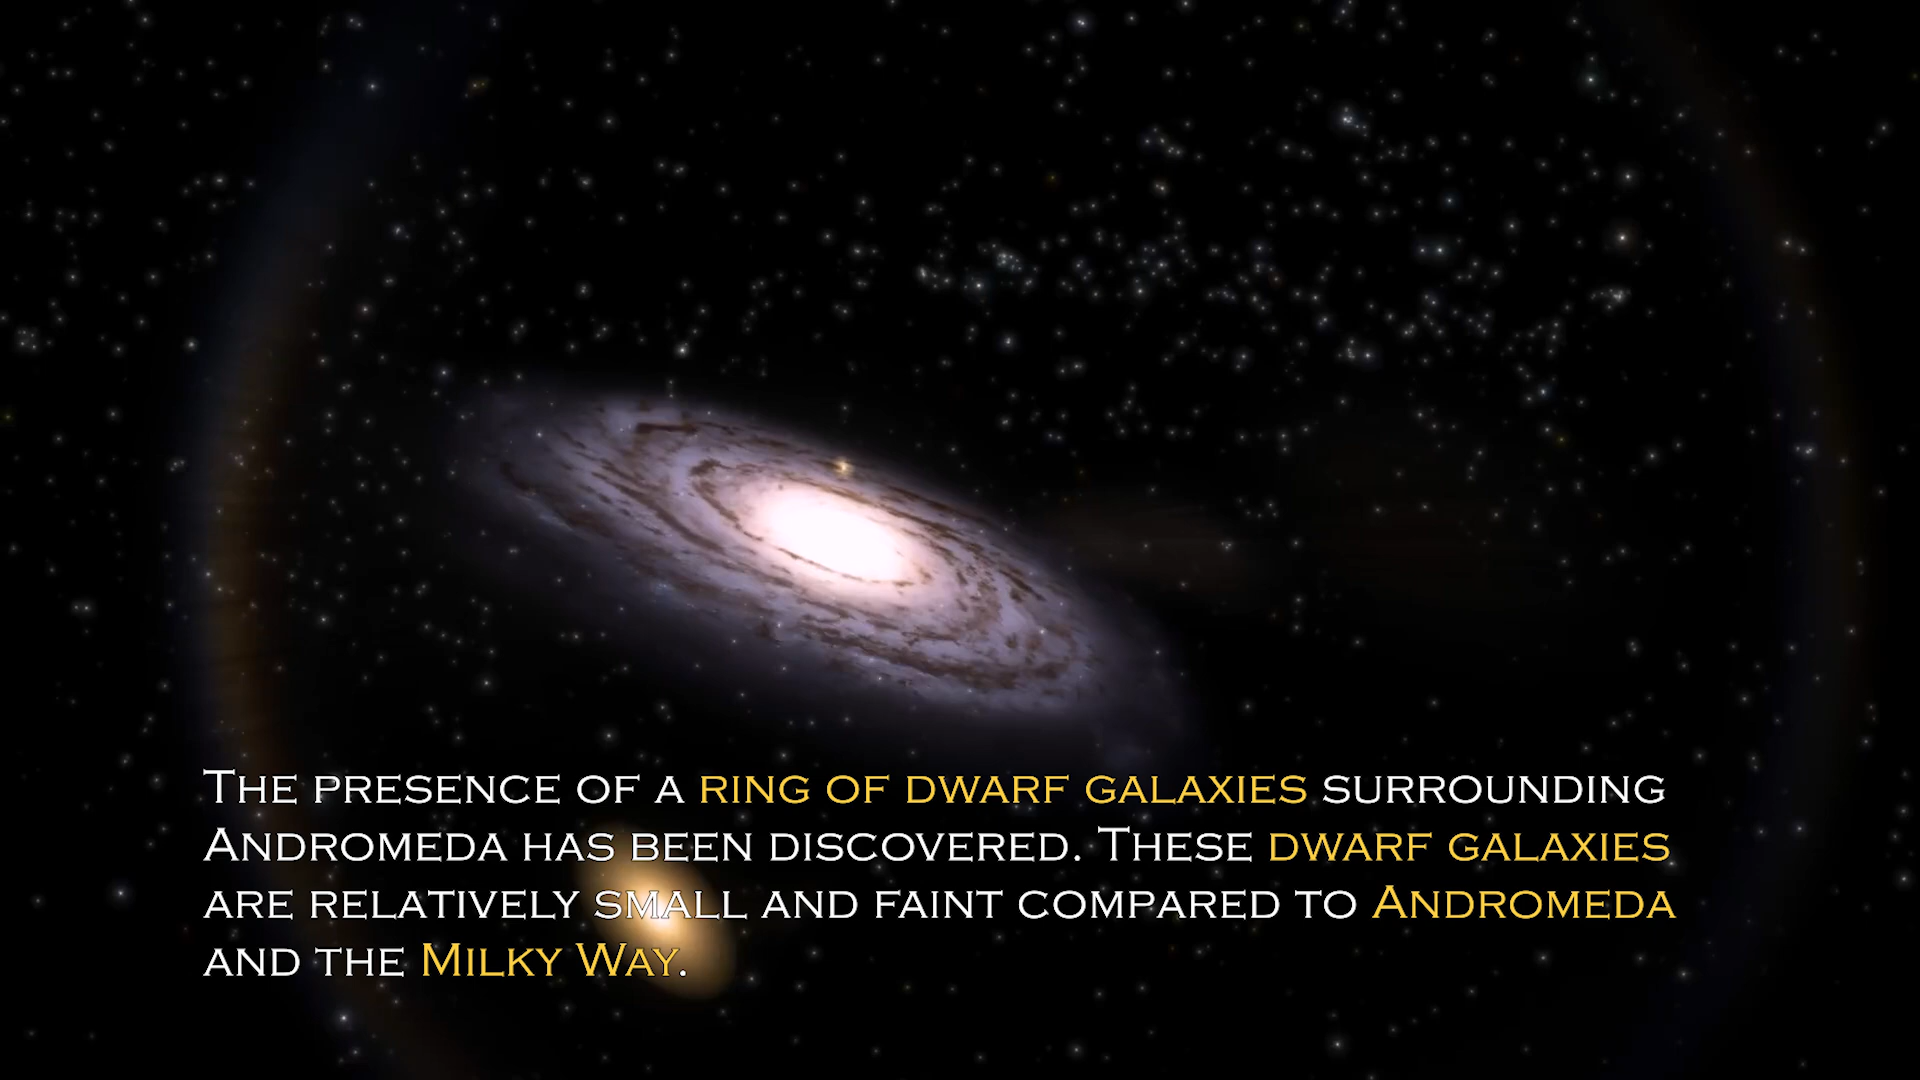 The presence of a ring of dwarf galaxies surrounding
Andromeda has been discovered. These dwarf galaxies
are relatively small and faint compared to Andromeda
and the Milky Way.